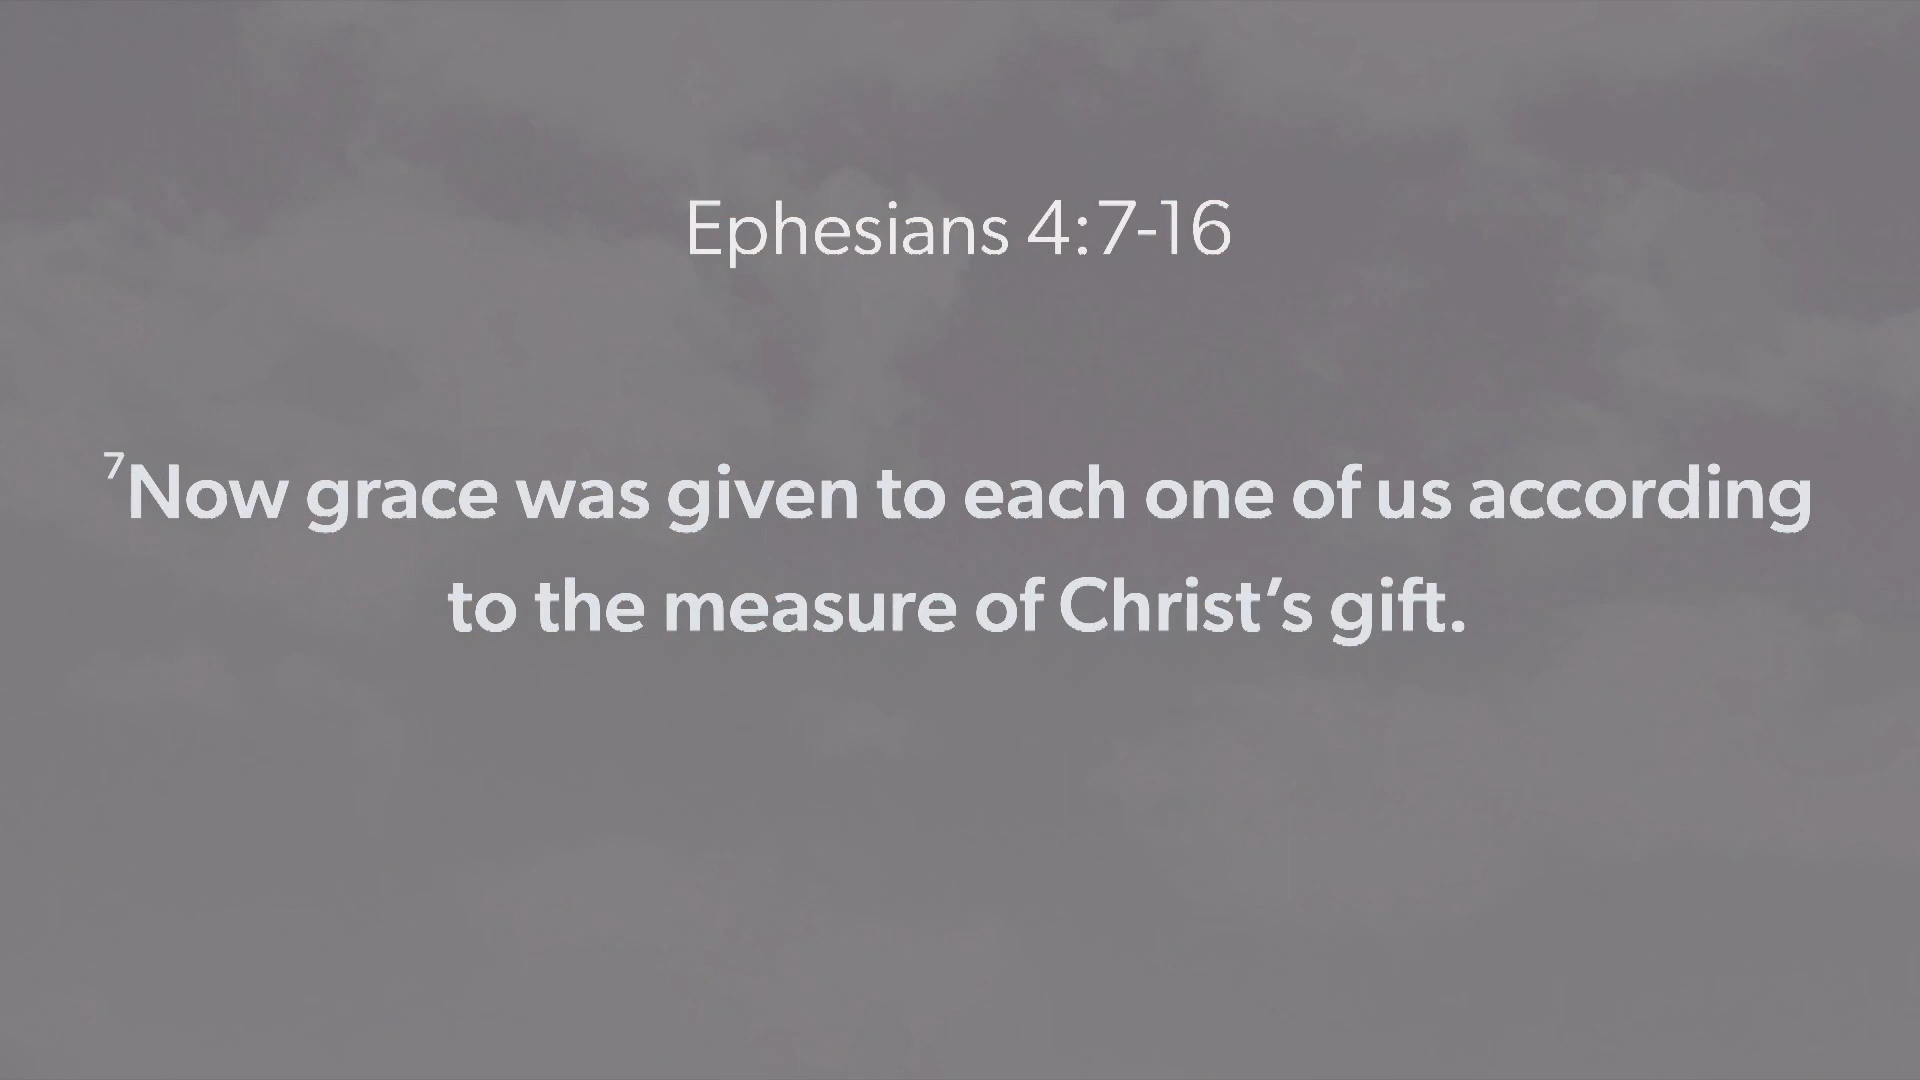 Ephesians 4:7-16
⁷Now grace was given to each one of us according
to the measure of Christ’s gift.